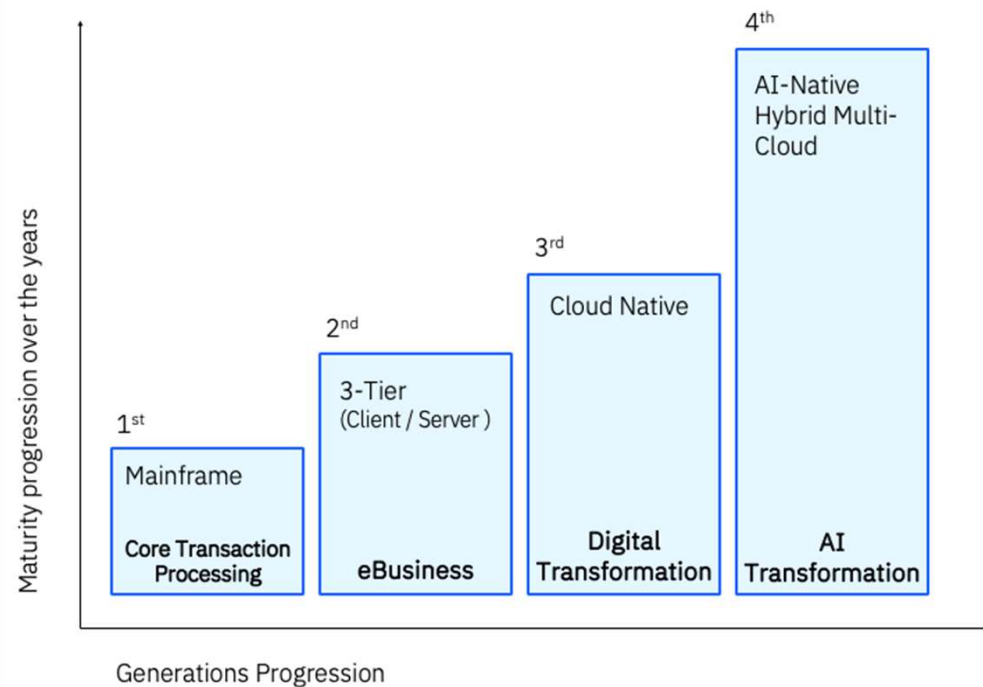 Maturity progression over the years
1st
Mainframe
Core Transaction
Processing
2nd
3-Tier
(Client / Server )
eBusiness
3rd
Cloud Native
Digital
Transformation
4th
AI-Native
Hybrid Multi-
Cloud
AI
Transformation
Generations Progression